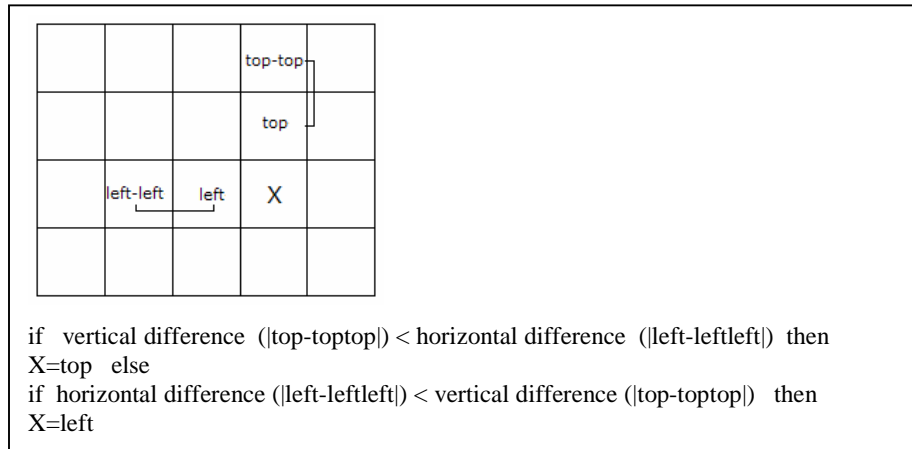 top-top
top
left-left left X
if vertical difference (|top-toptop|) < horizontal difference (|left-leftleft|) then
X=top else
if horizontal difference (|left-leftleft|) < vertical difference (|top-toptop|) then
X=left